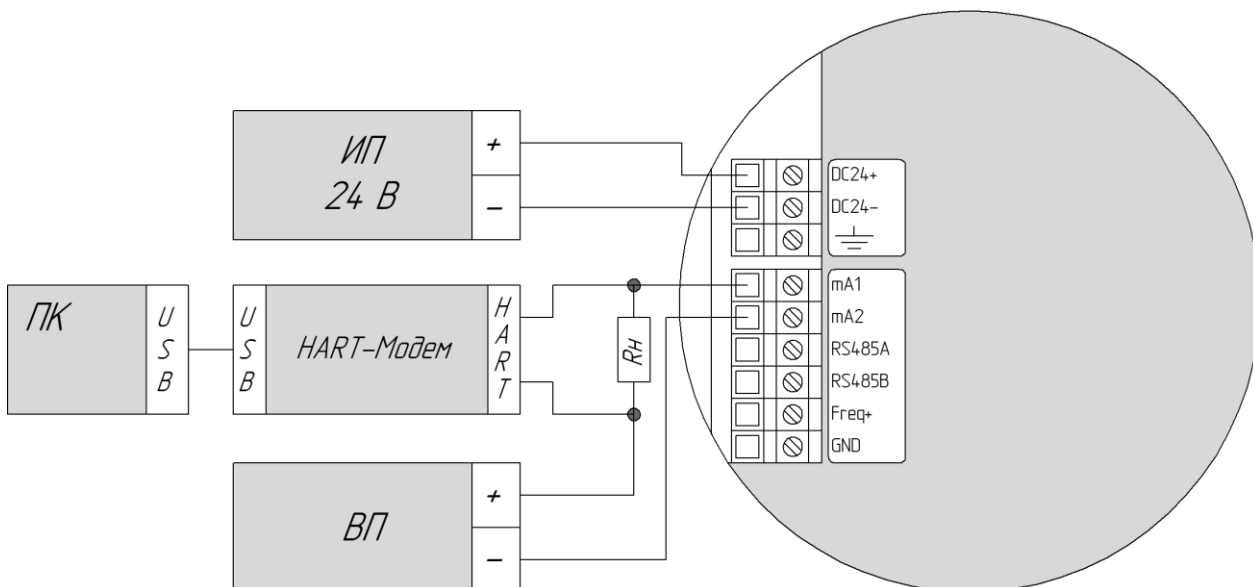 ИП
24 В
+
−
DC24+
DC24−
ПК
USB
USB
HART-Модем
HART
Rн
mA1
mA2
RS485A
RS485B
Freq+
GND
ВП
+
−